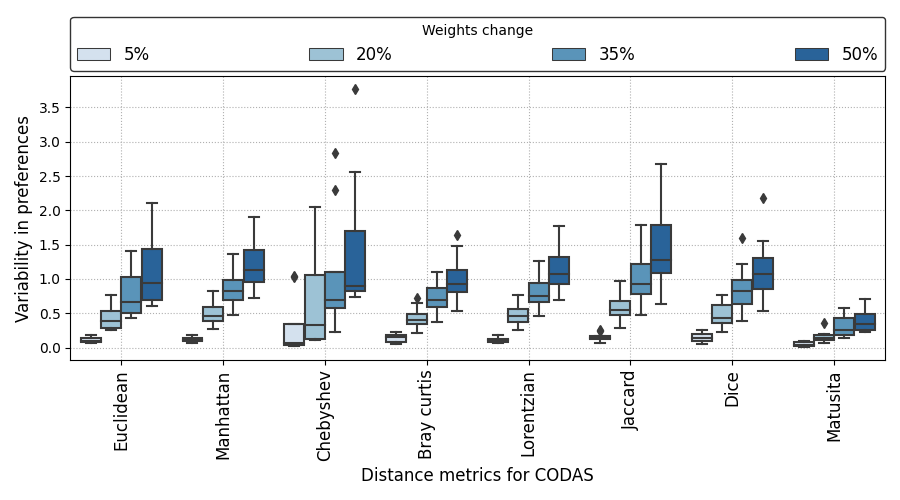 Weights change
5% 20% 35% 50%
Variability in preferences
3.5
3.0
2.5
2.0
1.5
1.0
0.5
0.0
Euclidean
Manhattan
Chebyshev
Bray curtis
Lorentzian
Jaccard
Dice
Matusita
Distance metrics for CODAS